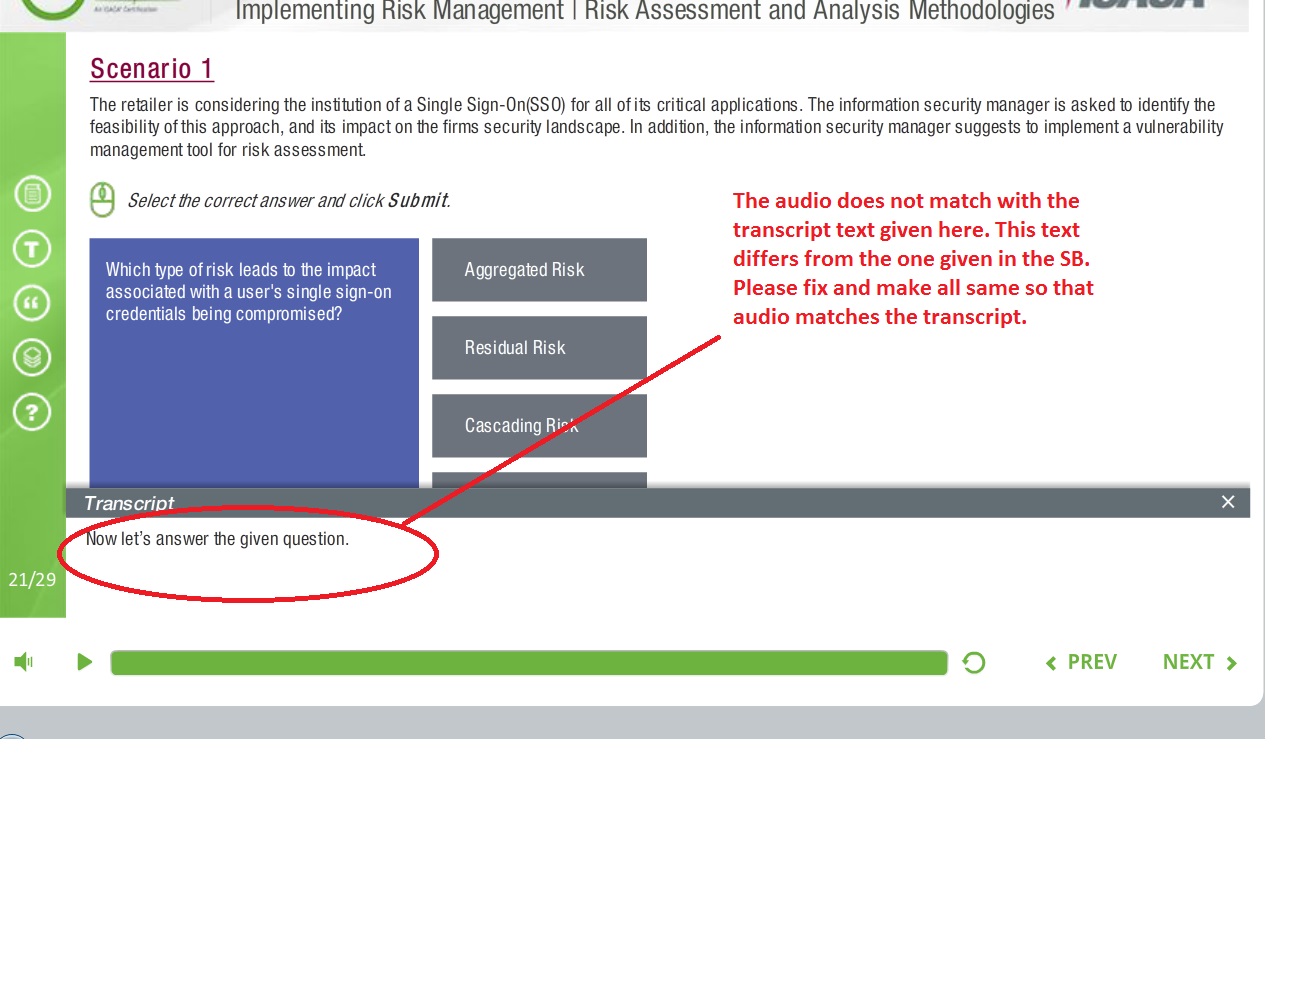 An ISACA® Certification
Implementing Risk Management | Risk Assessment and Analysis Methodologies
ISACA
Scenario 1
The retailer is considering the institution of a Single Sign-On(SSO) for all of its critical applications. The information security manager is asked to identify the
feasibility of this approach, and its impact on the firms security landscape. In addition, the information security manager suggests to implement a vulnerability
management tool for risk assessment.
Select the correct answer and click Submit.
The audio does not match with the
transcript text given here. This text
differs from the one given in the SB.
Please fix and make all same so that
audio matches the transcript.
Which type of risk leads to the impact
associated with a user's single sign-on
credentials being compromised?
Aggregated Risk
Residual Risk
Cascading Risk
T
?
Transcript
Now let's answer the given question.
21/29
PREV
NEXT